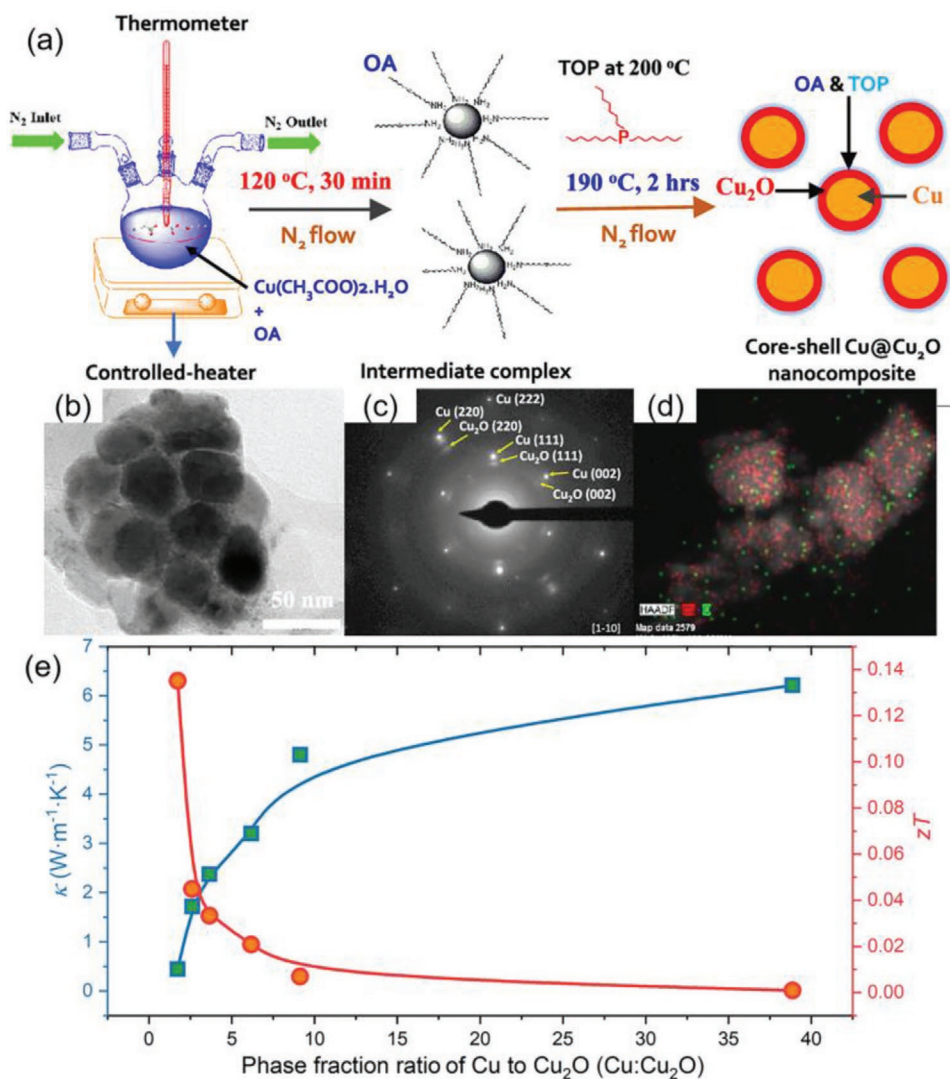 (a)
Thermometer
N₂ Inlet
N₂ Outlet
120 °C, 30 min
N₂ flow
Cu(CH₃COO)2.H₂O
+
OA
Controlled-heater
OA
NH₂
H₂N
Intermediate complex
TOP at 200 °C
P
190 °C, 2 hrs
N₂ flow
OA & TOP
Cu₂O
Cu
Core-shell Cu@Cu₂O
nanocomposite
(b)
50 nm
(c)
Cu (222)
Cu (220)
Cu₂O (220)
Cu (111)
Cu₂O (111)
Cu (002)
Cu₂O (002)
[1-10]
(d)
HAADF
Map data 2579
(e)
κ (W·m⁻¹·K⁻¹)
7
6
5
4
3
2
1
0
zT
0.14
0.12
0.10
0.08
0.06
0.04
0.02
0.00
0 5 10 15 20 25 30 35 40
Phase fraction ratio of Cu to Cu₂O (Cu:Cu₂O)